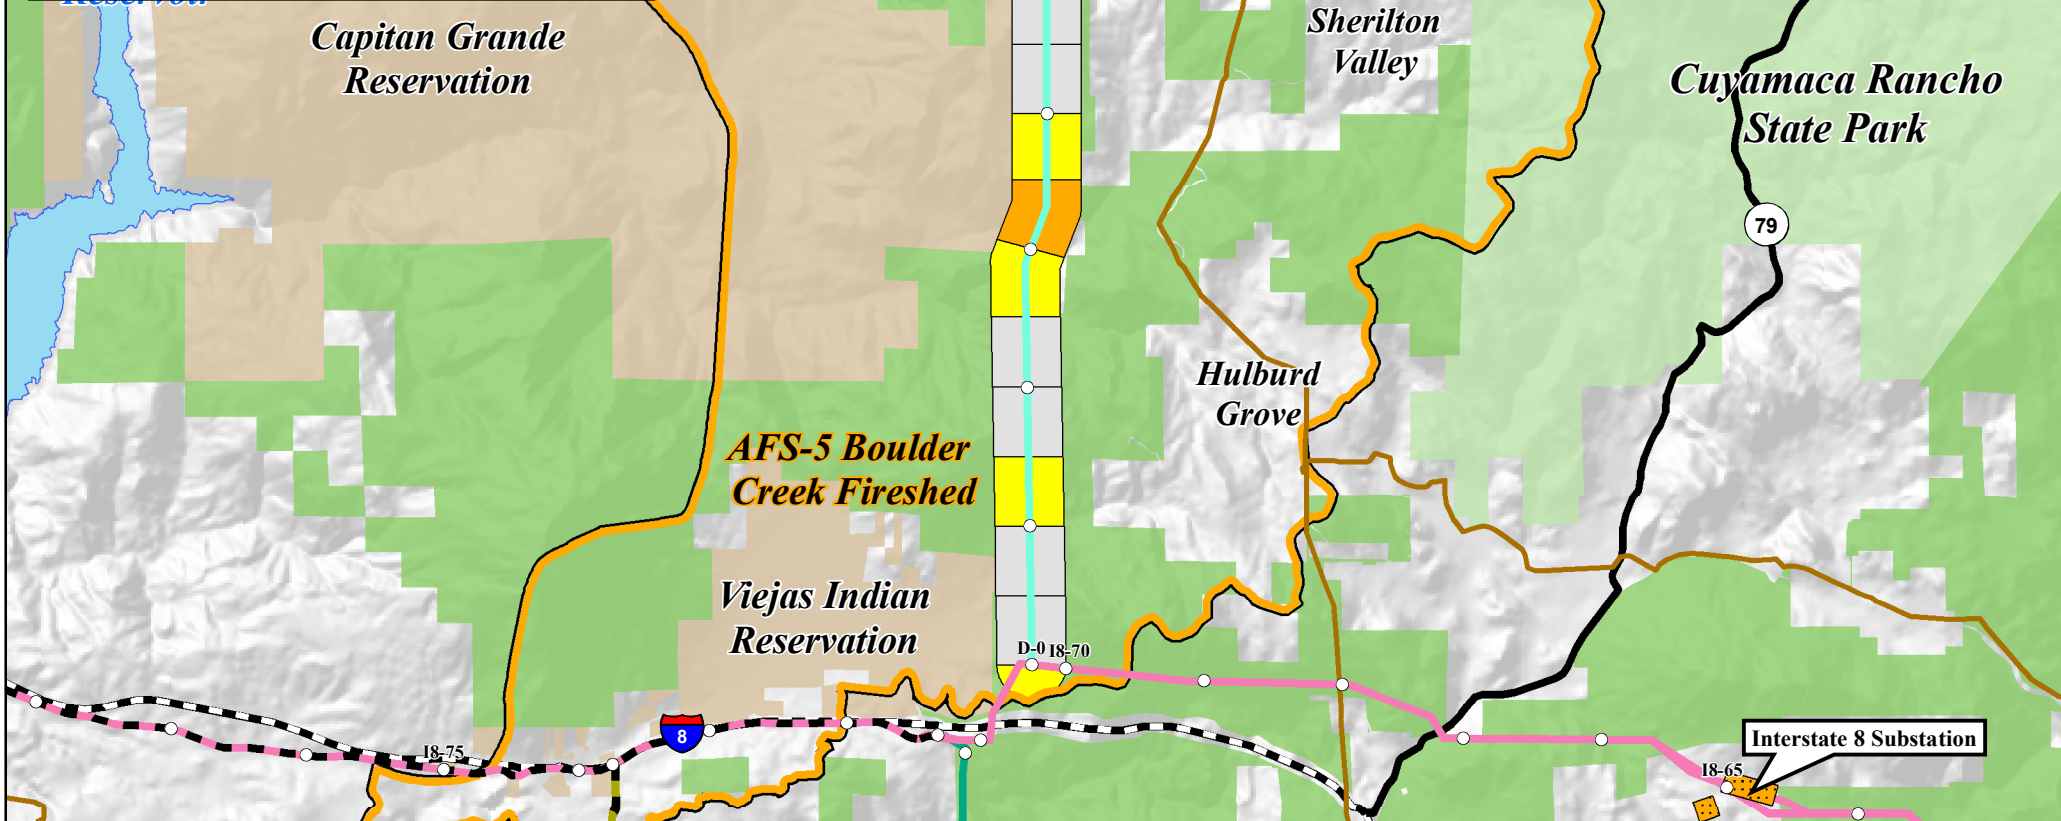 Reservoir
Capitan Grande
Reservation
Sherilton
Valley
Cuyamaca Rancho
State Park
79
Hulburd
Grove
AFS-5 Boulder
Creek Fireshed
Viejas Indian
Reservation
D-0
I8-70
8
I8-75
Interstate 8 Substation
I8-65